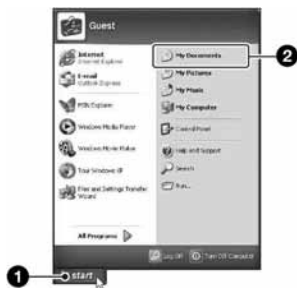 Guest
Internet
Internet Explorer
E-mail
Outlook Express
MSN Explorer
Windows Media Player
Windows Movie Maker
Tour Windows XP
Files and Settings Transfer
Wizard
All Programs
My Documents
My Pictures
My Music
My Computer
Control Panel
Help and Support
Search
Run...
Log Off
Turn Off Computer
start
1
2